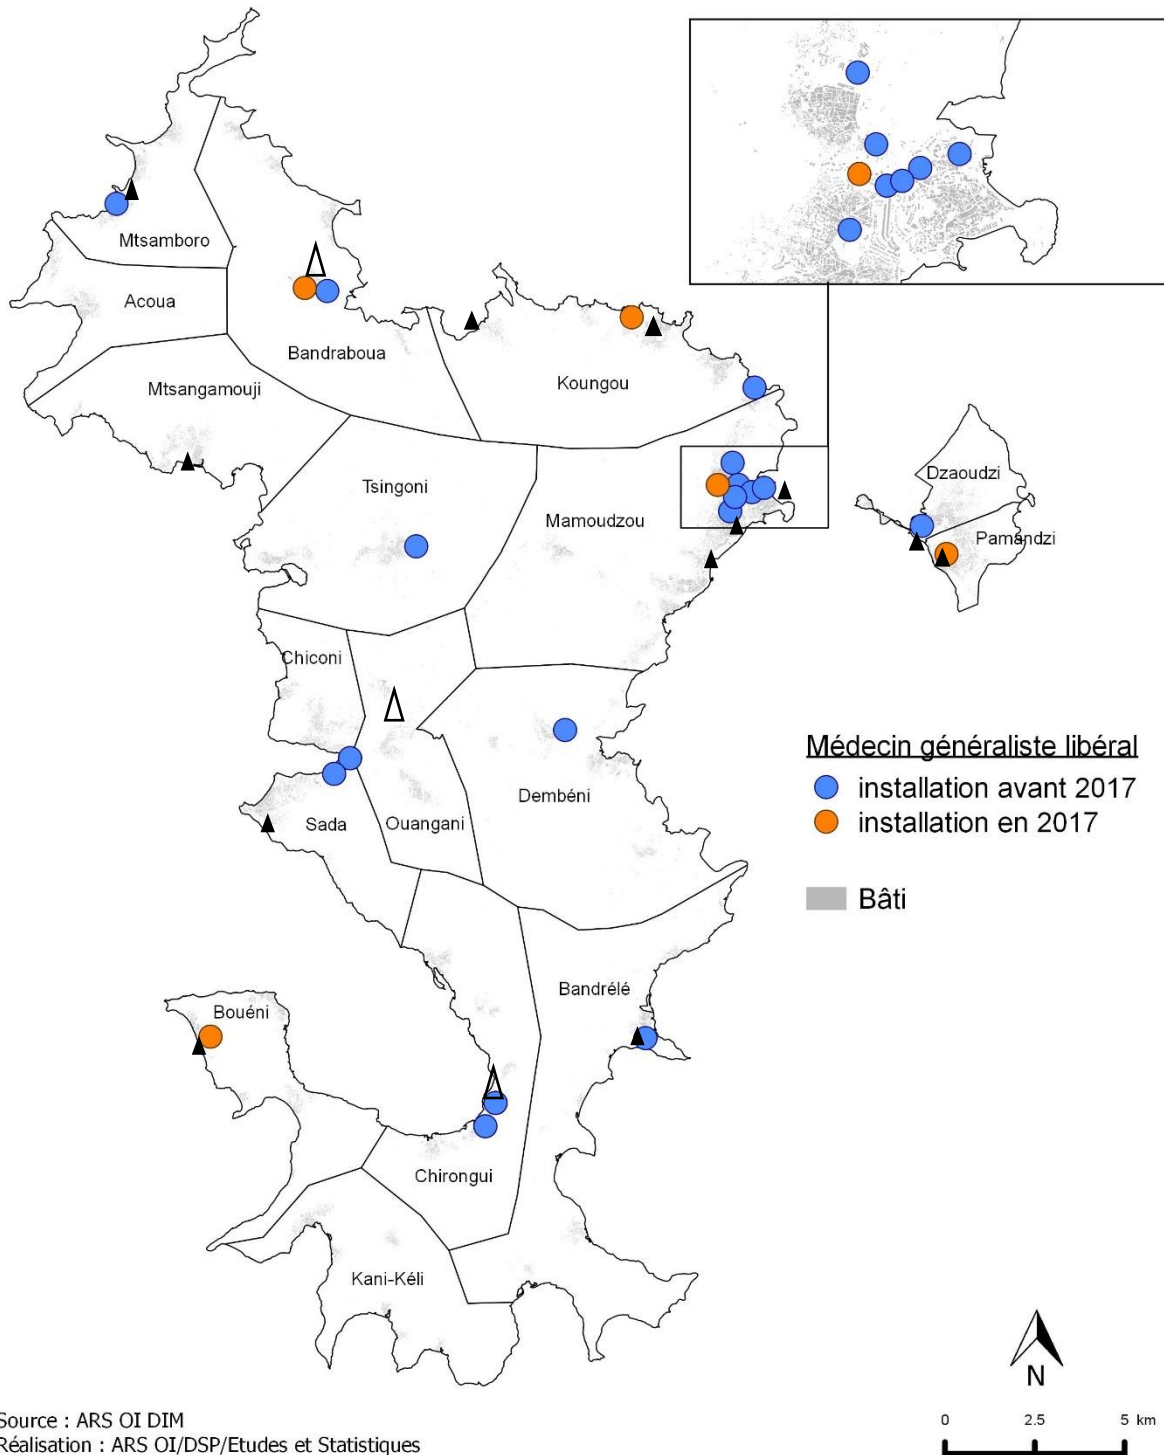 Mtsamboro
Acoua
Bandraboua
Mtsangamouji
Koungou
Tsingoni
Mamoudzou
Dzaoudzi
Pamandzi
Chiconi
Médecin généraliste libéral
installation avant 2017
installation en 2017
Bâti
Dembéni
Sada
Ouangani
Bandrélé
Bouéni
Chirongui
Kani-Kéli
N
0 2.5 5 km
Source : ARS OI DIM
Réalisation : ARS OI/DSP/Etudes et Statistiques